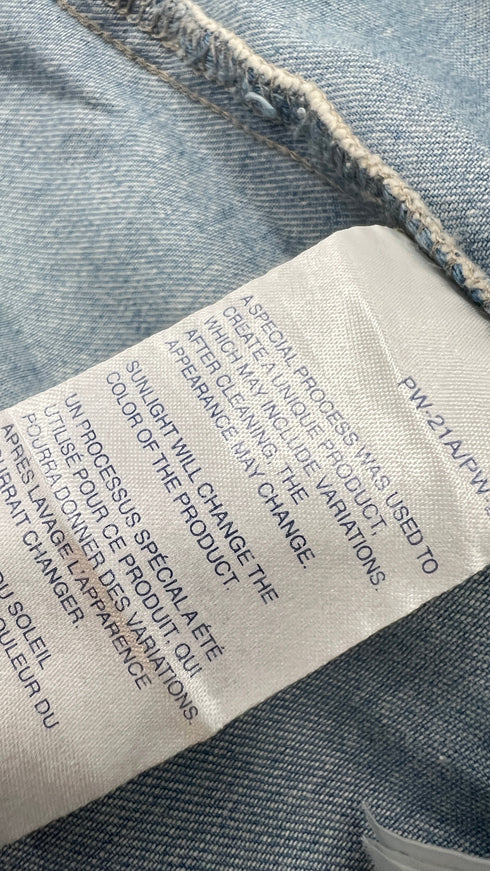 PW-21A/PW-
A SPECIAL PROCESS WAS USED TO
CREATE A UNIQUE PRODUCT,
WHICH MAY INCLUDE VARIATIONS.
AFTER CLEANING, THE
APPEARANCE MAY CHANGE.
SUNLIGHT WILL CHANGE THE
COLOR OF THE PRODUCT.
UN PROCESSUS SPÉCIAL A ÉTÉ
UTILISÉ POUR CE PRODUIT, QUI
POURRA DONNER DES VARIATIONS.
APRÈS LAVAGE L'APPARENCE
POURRAIT CHANGER.
DU SOLEIL
COULEUR DU